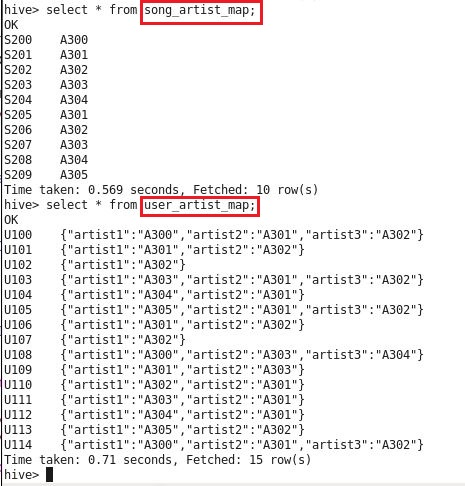 hive> select * from song_artist_map;
OK
S200    A300
S201    A301
S202    A302
S203    A303
S204    A304
S205    A301
S206    A302
S207    A303
S208    A304
S209    A305
Time taken: 0.569 seconds, Fetched: 10 row(s)
hive> select * from user_artist_map;
OK
U100    {"artist1":"A300","artist2":"A301","artist3":"A302"}
U101    {"artist1":"A301","artist2":"A302"}
U102    {"artist1":"A302"}
U103    {"artist1":"A303","artist2":"A301","artist3":"A302"}
U104    {"artist1":"A304","artist2":"A301"}
U105    {"artist1":"A305","artist2":"A301","artist3":"A302"}
U106    {"artist1":"A301","artist2":"A302"}
U107    {"artist1":"A302"}
U108    {"artist1":"A300","artist2":"A303","artist3":"A304"}
U109    {"artist1":"A301","artist2":"A303"}
U110    {"artist1":"A302","artist2":"A301"}
U111    {"artist1":"A303","artist2":"A301"}
U112    {"artist1":"A304","artist2":"A301"}
U113    {"artist1":"A305","artist2":"A302"}
U114    {"artist1":"A300","artist2":"A301","artist3":"A302"}
Time taken: 0.71 seconds, Fetched: 15 row(s)
hive>